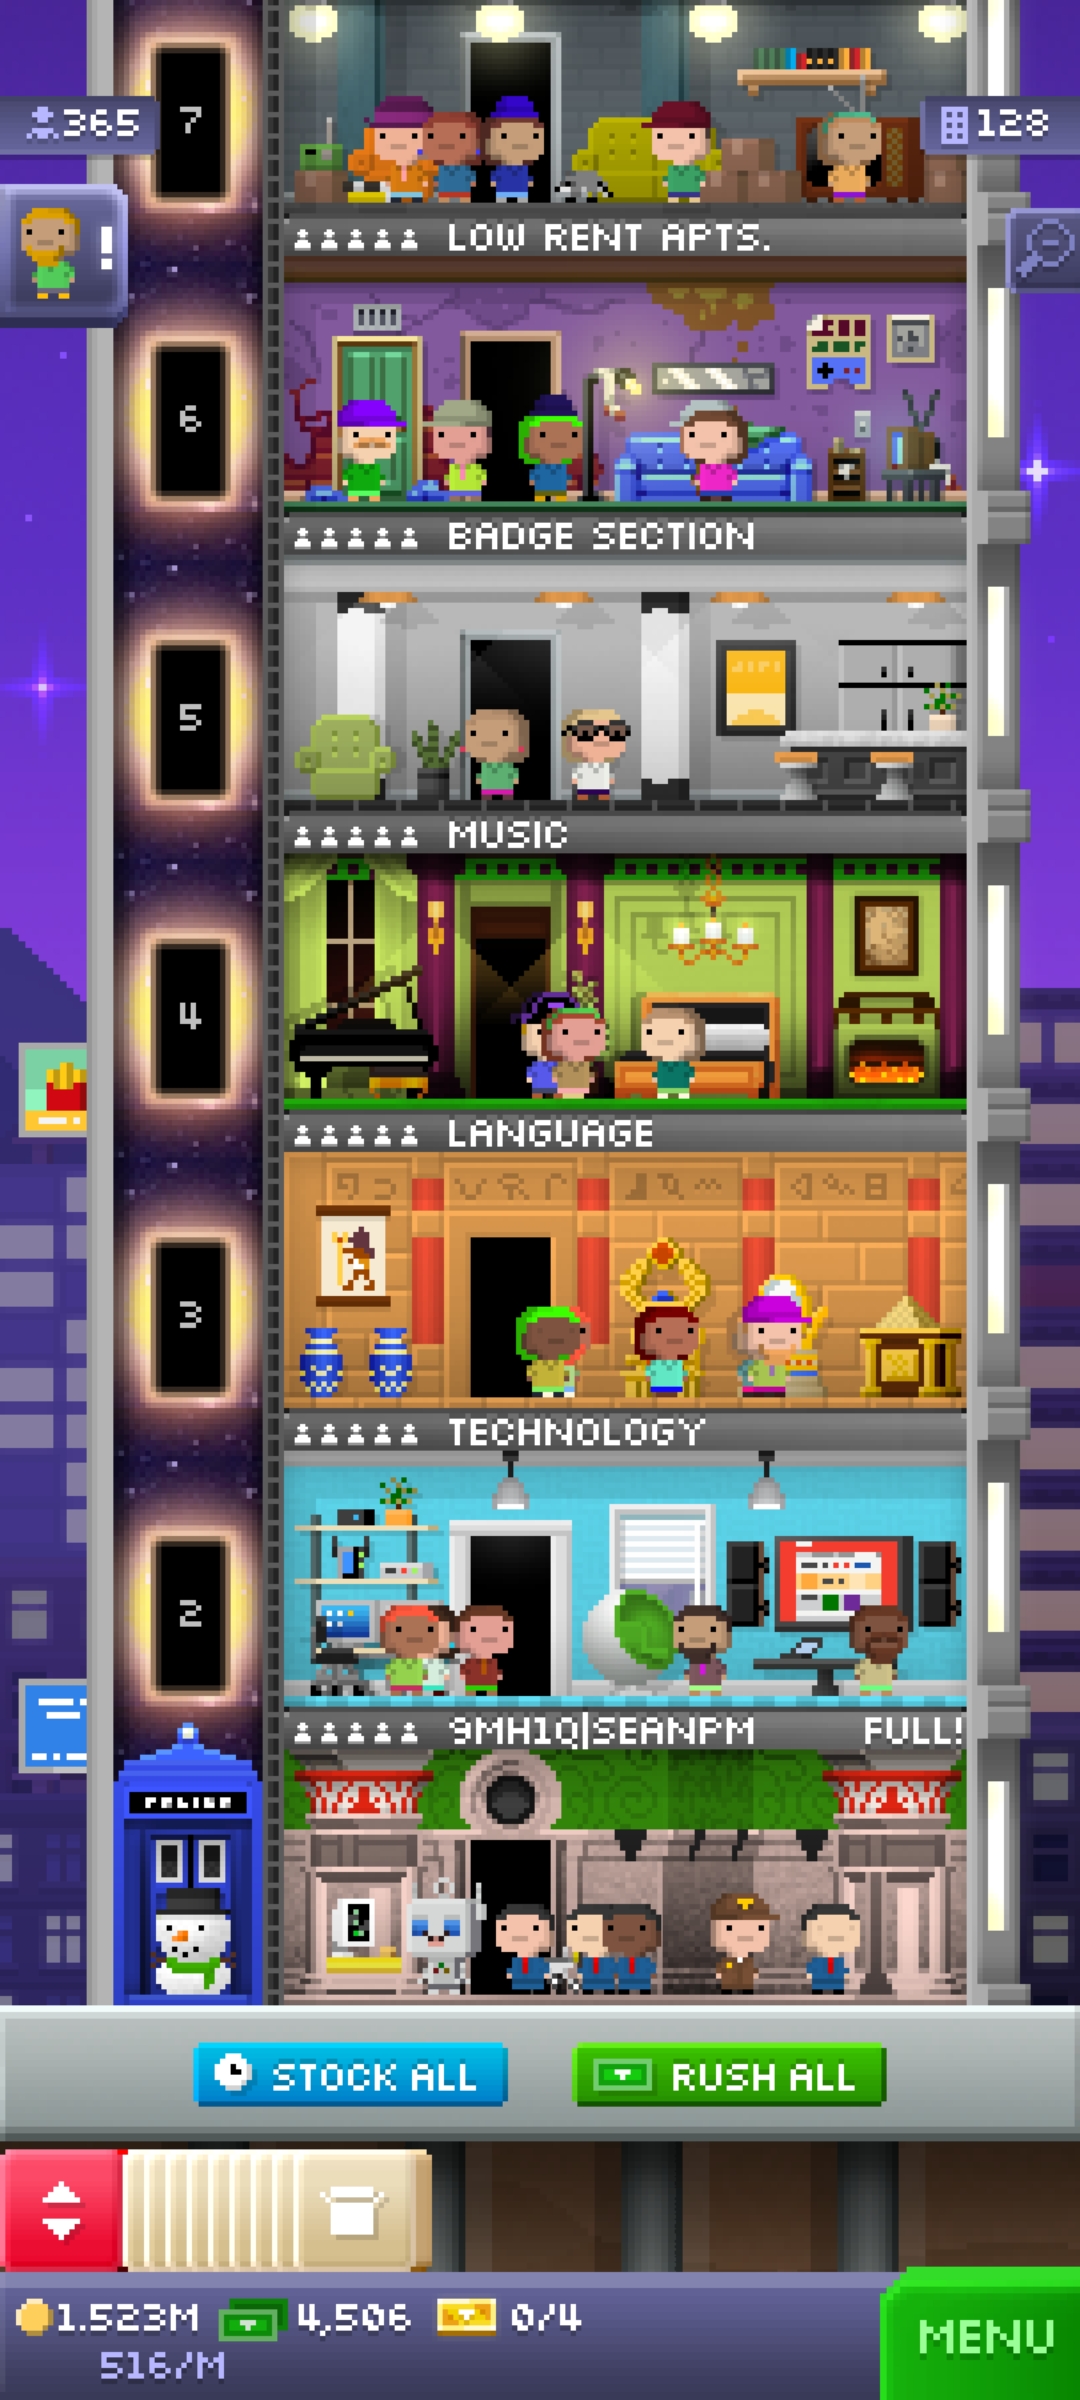 7
365
128
!
LOW RENT APTS.
6
BADGE SECTION
5
MUSIC
4
LANGUAGE
3
TECHNOLOGY
2
9MH1Q|SEANPM FULL!
POLICE
STOCK ALL
RUSH ALL
1.523M 4,506 0/4
516/M
MENU